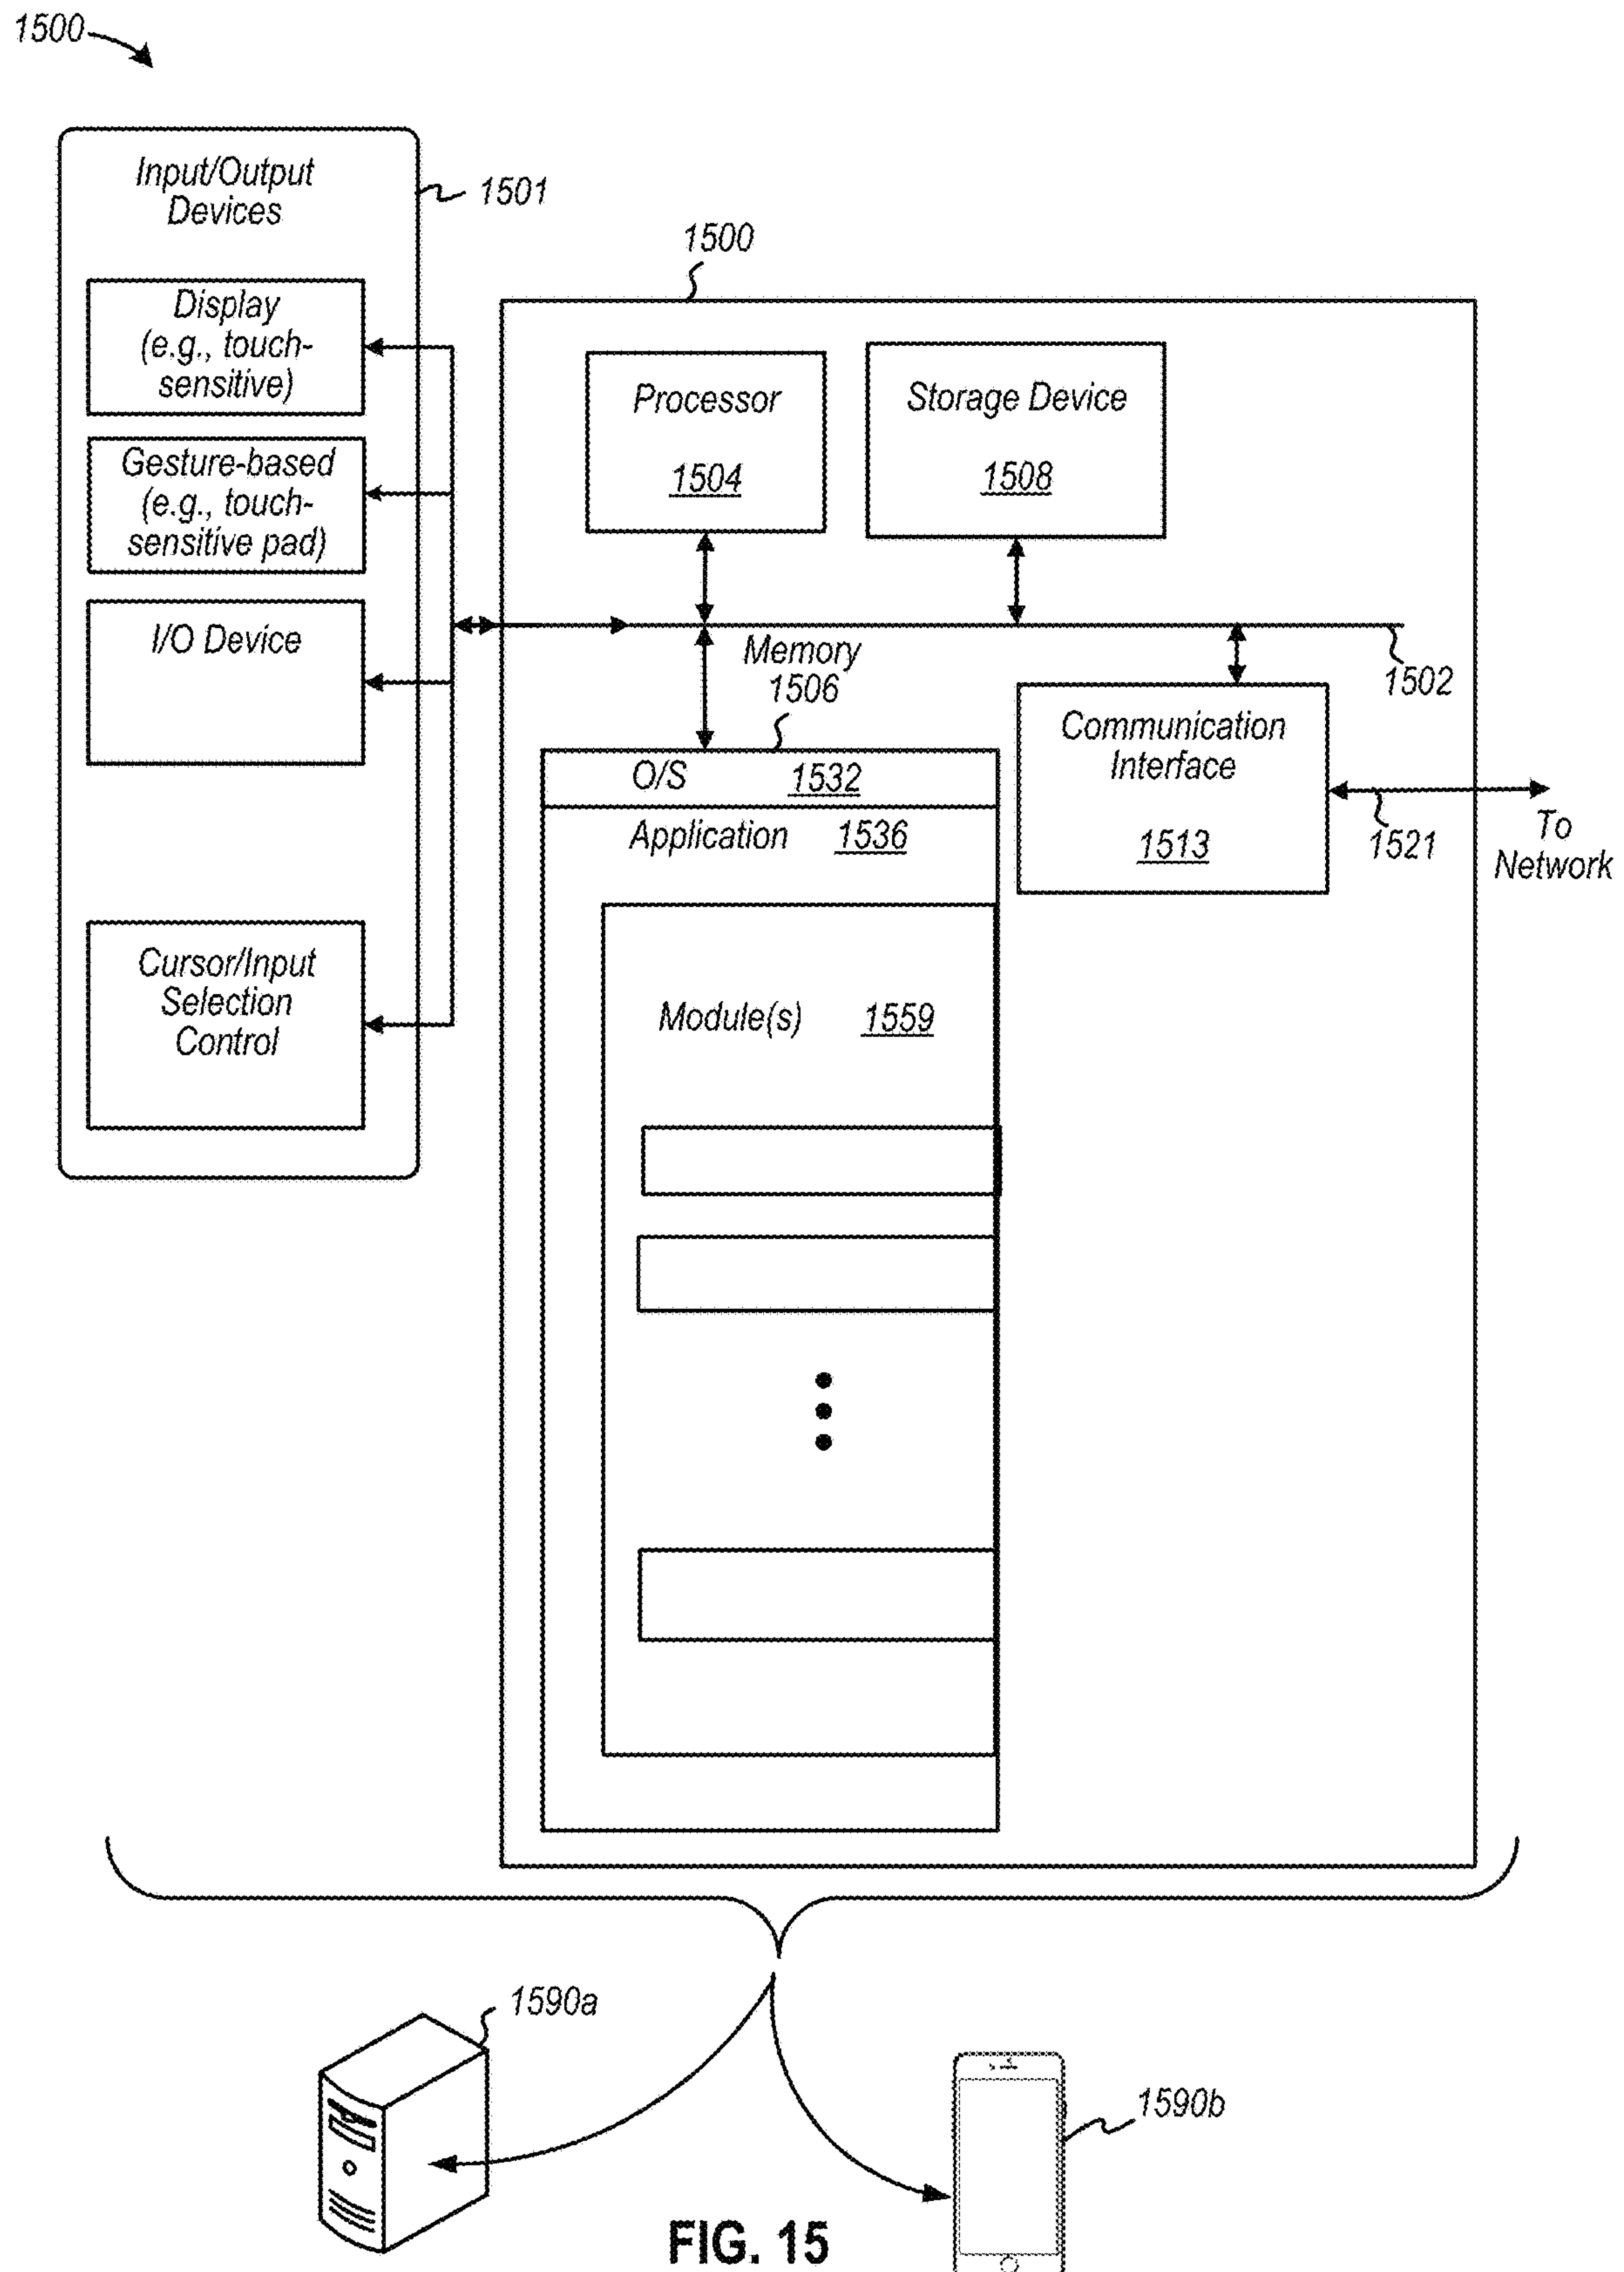 1500
Input/Output
Devices
1501
Display
(e.g., touch-
sensitive)
Gesture-based
(e.g., touch-
sensitive pad)
I/O Device
Cursor/Input
Selection
Control
1500
Processor
1504
Storage Device
1508
1502
Memory
1506
O/S 1532
Application 1536
Module(s) 1559
Communication
Interface
1513
1521
To
Network
1590a
1590b
FIG. 15